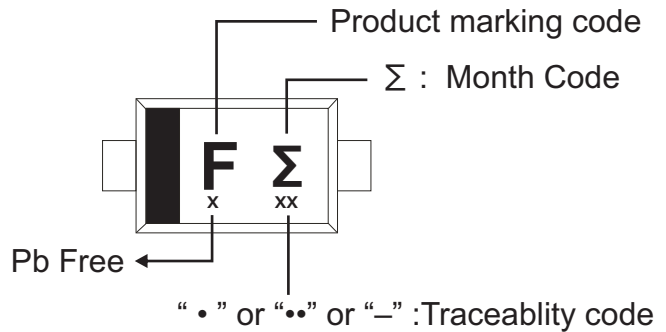 Product marking code
Σ : Month Code
F Σ
x xx
Pb Free
“ • ” or “••” or “–” :Traceablity code